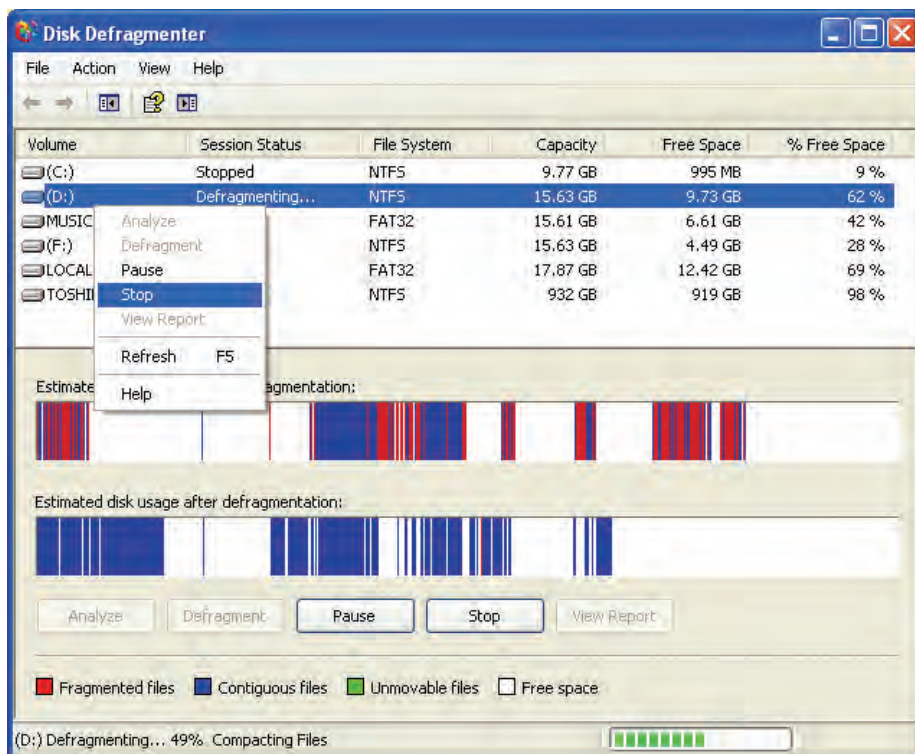 Disk Defragmenter
File Action View Help
Volume Session Status File System Capacity Free Space % Free Space
(C:) Stopped NTFS 9.77 GB 995 MB 9 %
(D:) Defragmenting... NTFS 15.63 GB 9.73 GB 62 %
MUSIC FAT32 15.61 GB 6.61 GB 42 %
(F:) NTFS 15.63 GB 4.49 GB 28 %
LOCAL FAT32 17.87 GB 12.42 GB 69 %
TOSHI NTFS 932 GB 919 GB 98 %
Analyze
Defragment
Pause
Stop
View Report
Refresh F5
Help
Estimate agmentation:
Estimated disk usage after defragmentation:
Analyze Defragment Pause Stop View Report
Fragmented files Contiguous files Unmovable files Free space
(D:) Defragmenting... 49% Compacting Files